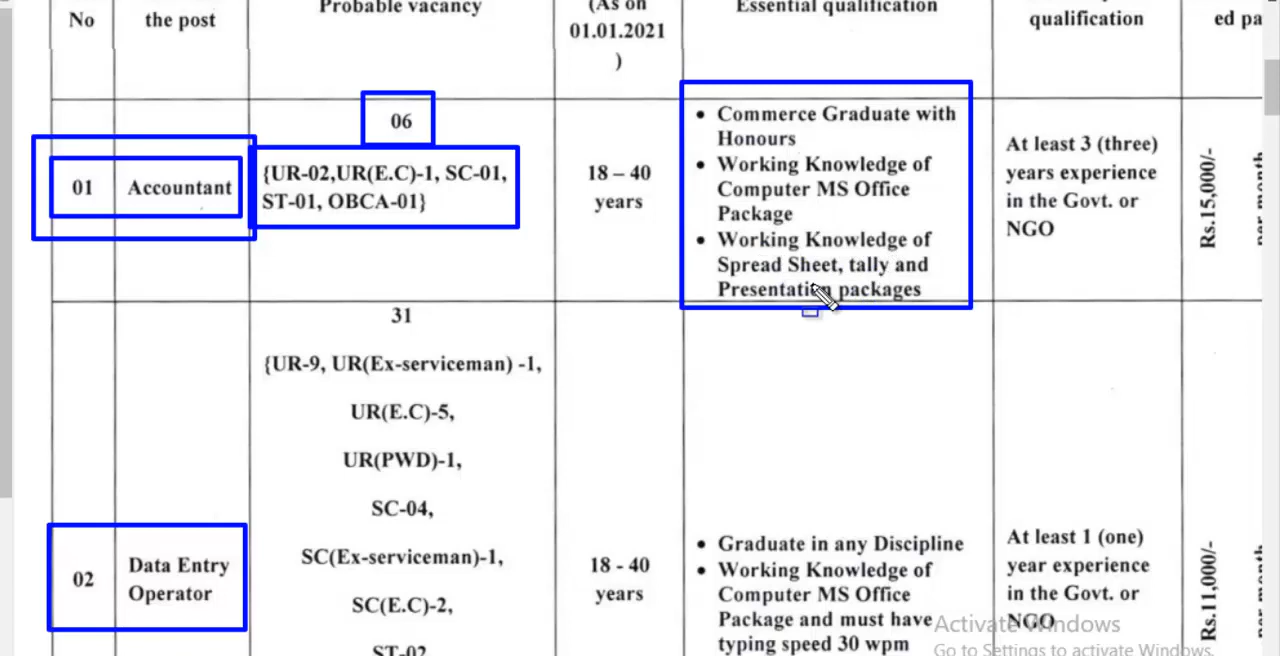 No
the post
Probable vacancy
(As on
01.01.2021
)
Essential qualification
qualification
ed pa
01
Accountant
06
{UR-02,UR(E.C)-1, SC-01,
ST-01, OBCA-01}
18 – 40
years
• Commerce Graduate with
Honours
• Working Knowledge of
Computer MS Office
Package
• Working Knowledge of
Spread Sheet, tally and
Presentation packages
At least 3 (three)
years experience
in the Govt. or
NGO
Rs.15,000/-
per month
02
Data Entry
Operator
31
{UR-9, UR(Ex-serviceman) -1,
UR(E.C)-5,
UR(PWD)-1,
SC-04,
SC(Ex-serviceman)-1,
SC(E.C)-2,
ST-02
18 - 40
years
• Graduate in any Discipline
• Working Knowledge of
Computer MS Office
Package and must have
typing speed 30 wpm
At least 1 (one)
year experience
in the Govt. or
NGO
Rs.11,000/-
per month
Activate Windows
Go to Settings to activate Windows.